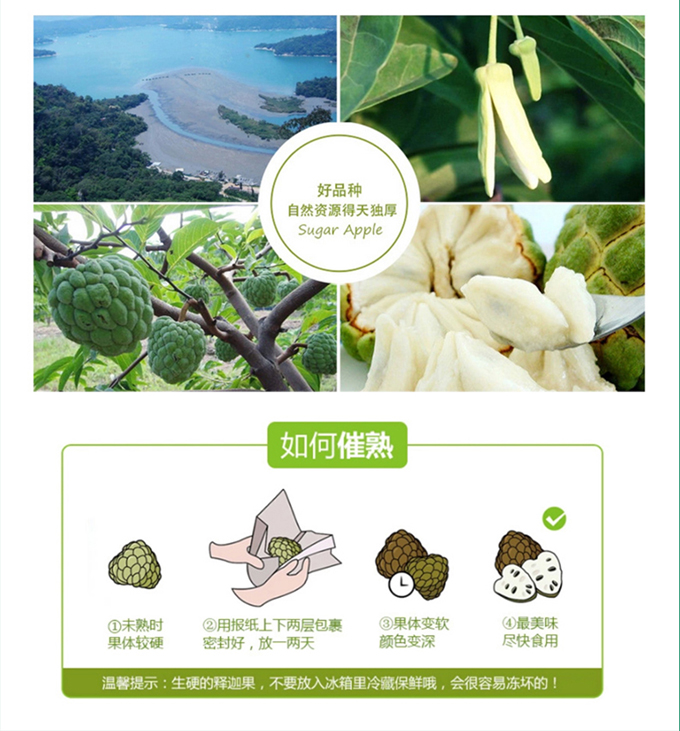 好品种
自然资源得天独厚
Sugar Apple
如何催熟
①未熟时
果体较硬
②用报纸上下两层包裹
密封好，放一两天
③果体变软
颜色变深
④最美味
尽快食用
温馨提示：生硬的释迦果，不要放入冰箱里冷藏保鲜哦，会很容易冻坏的！